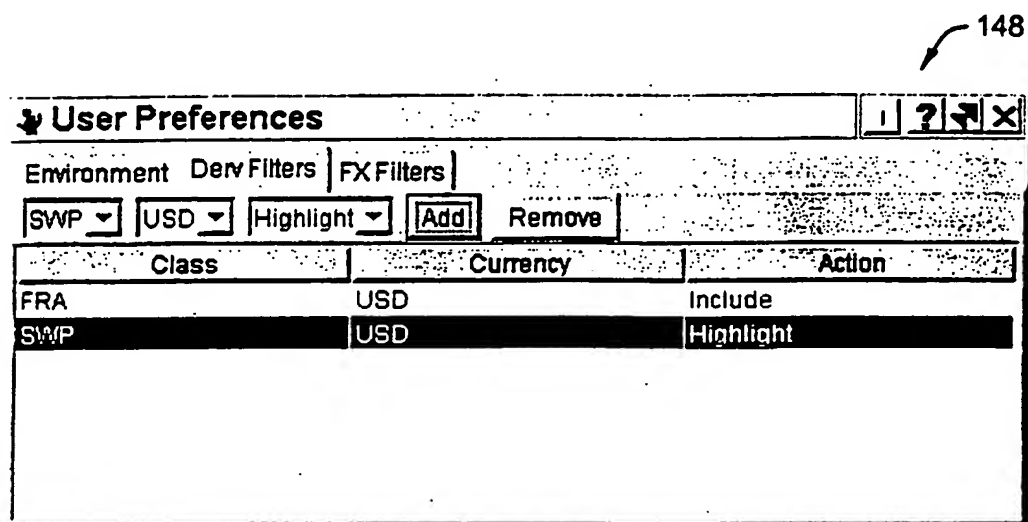 148
User Preferences
Environment Derv Filters FX Filters
SWP USD Highlight Add Remove
Class Currency Action
FRA USD Include
SWP USD Highlight